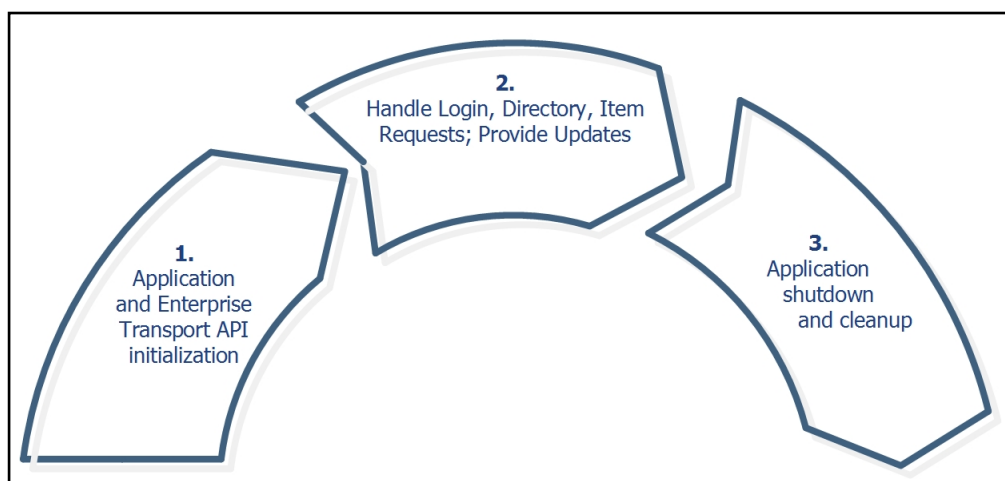 1.
Application
and Enterprise
Transport API
initialization
2.
Handle Login, Directory, Item
Requests; Provide Updates
3.
Application
shutdown
and cleanup